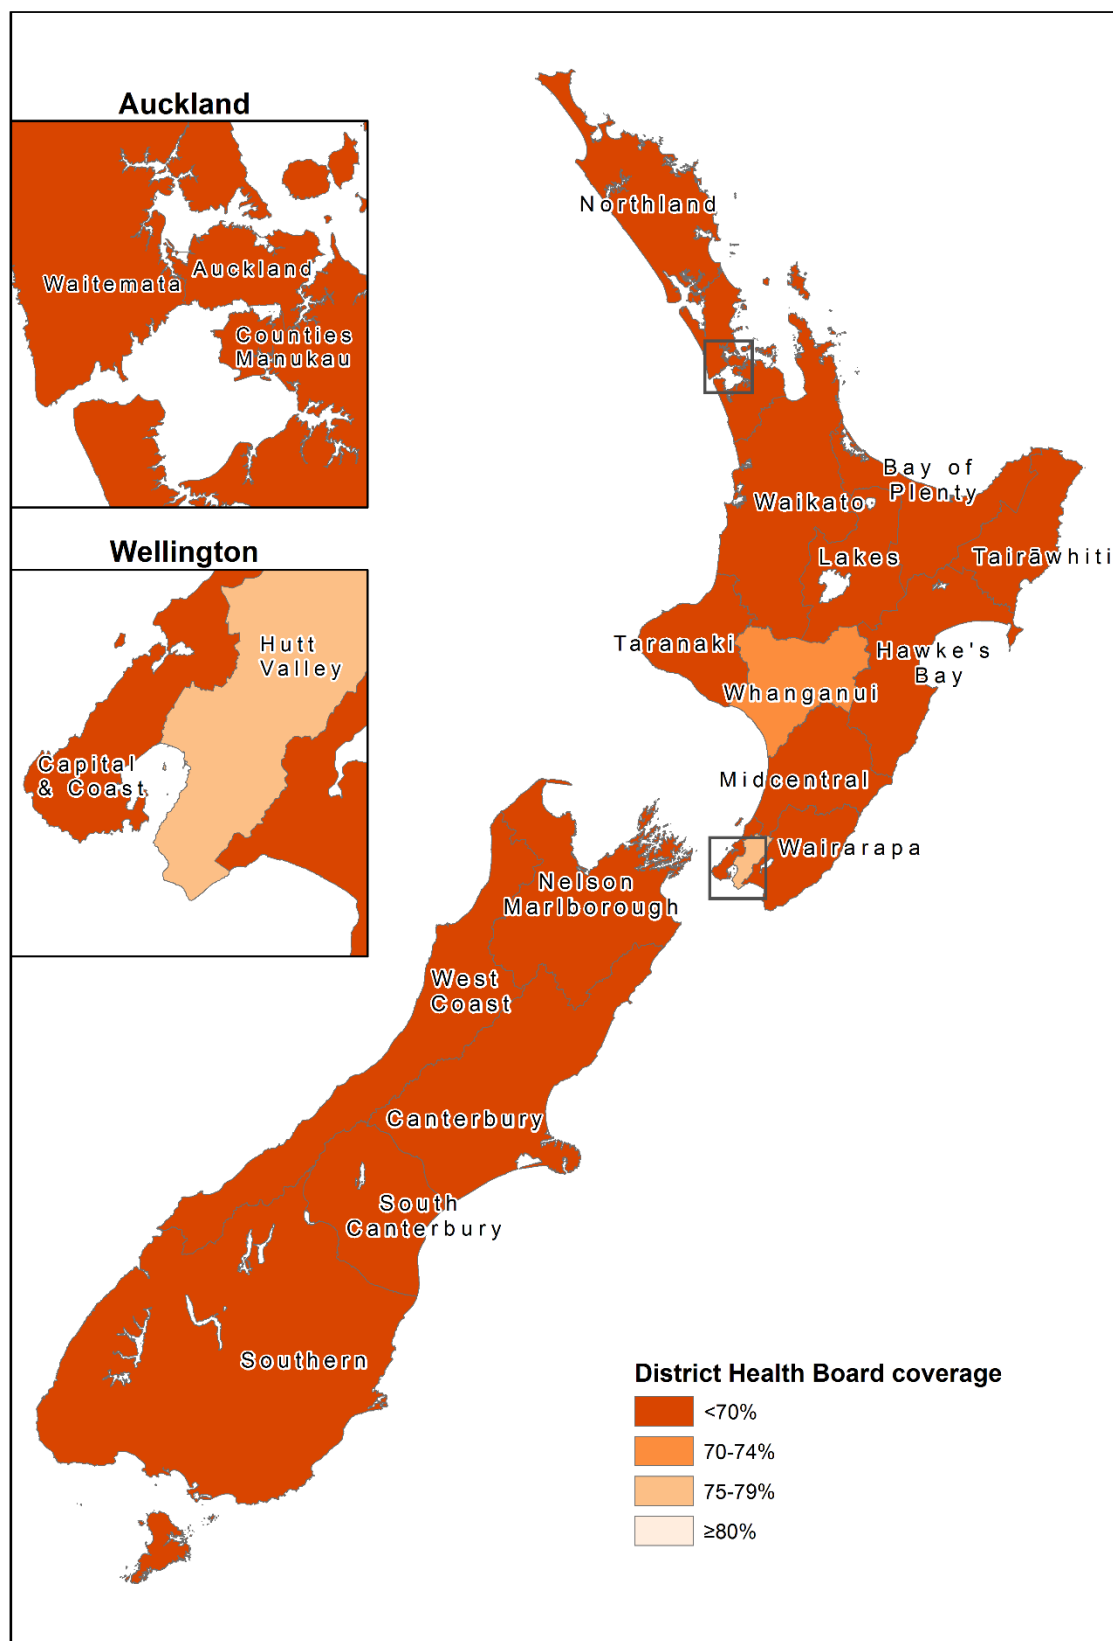 Auckland
Waitemata
Auckland
Counties
Manukau
Wellington
Hutt
Valley
Capital
& Coast
Northland
Bay of
Plenty
Waikato
Lakes
Tairāwhiti
Taranaki
Hawke's
Bay
Whanganui
Midcentral
Wairarapa
Nelson
Marlborough
West
Coast
Canterbury
South
Canterbury
Southern
District Health Board coverage
<70%
70-74%
75-79%
≥80%